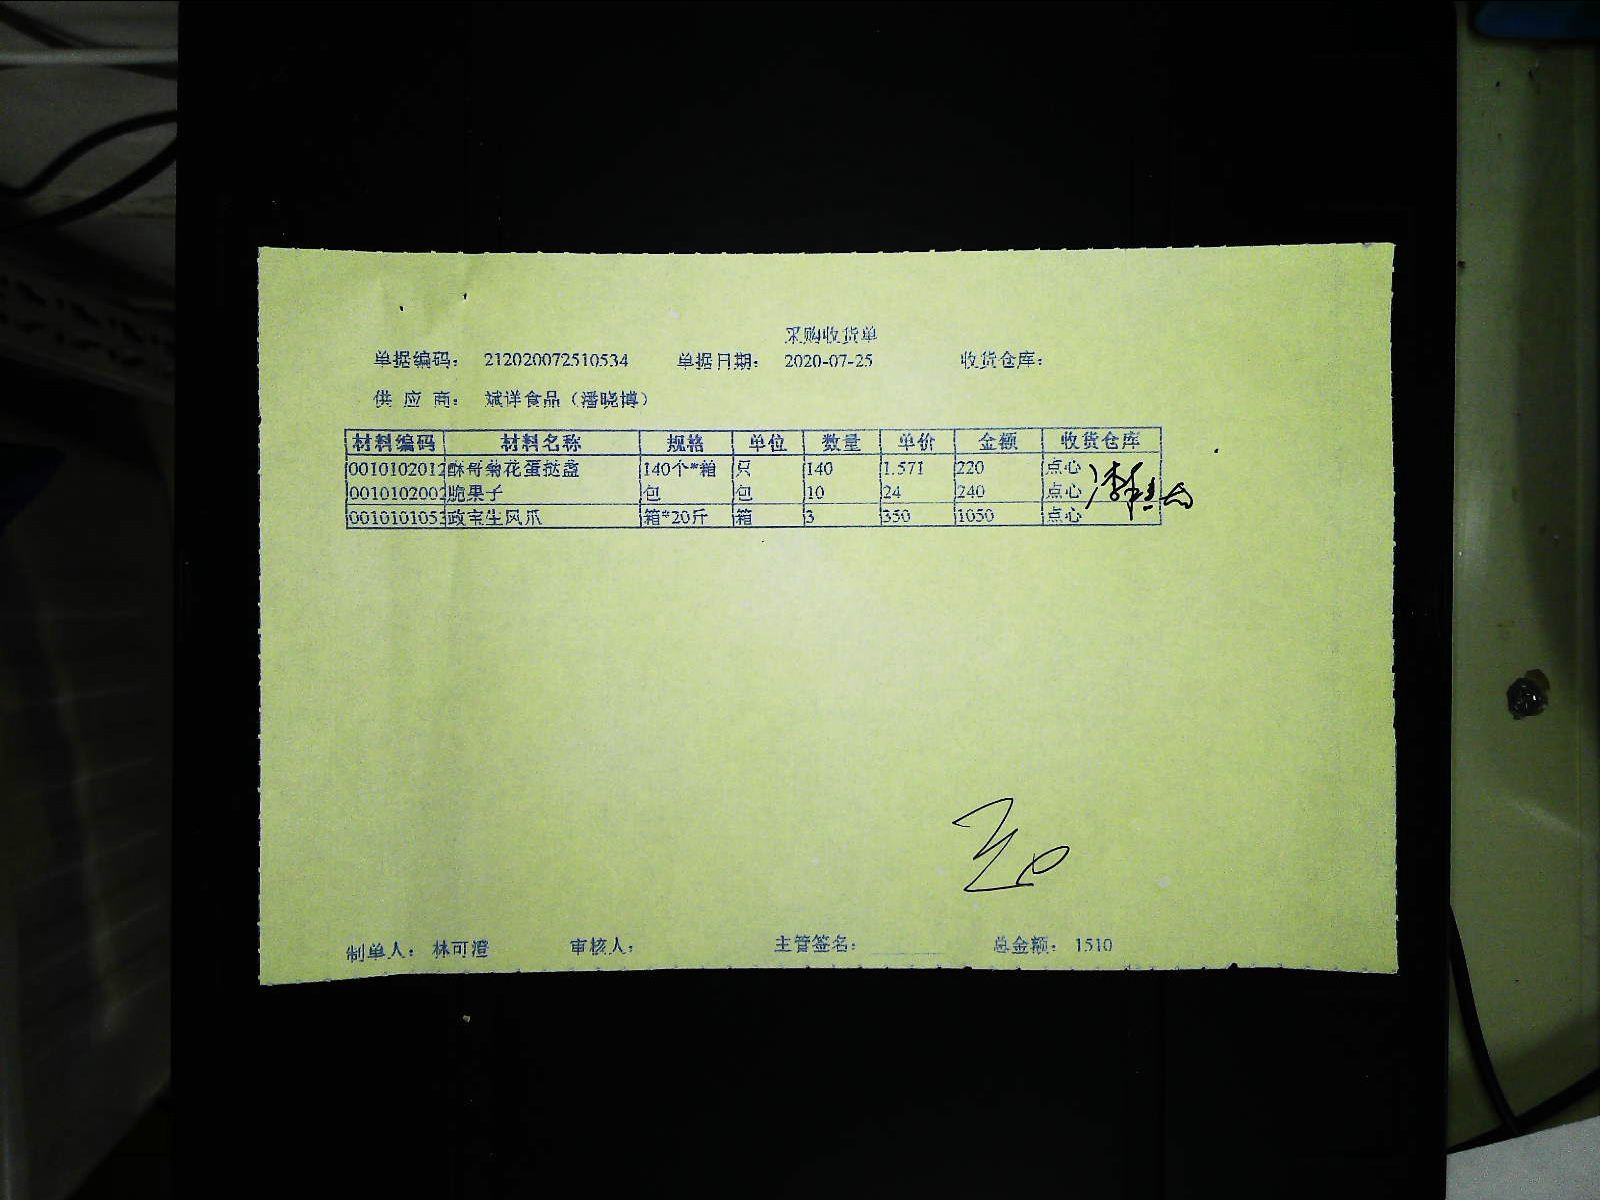 采购收货单
单据编码： 212020072510534 单据日期： 2020-07-25 收货仓库：
供 应 商： 斌洋食品（潘晓博）
材料编码 材料名称 规格 单位 数量 单价 金额 收货仓库
0010102012 酥哥菊花蛋挞盏 140个*箱 只 140 1.571 220 点心
0010102002 脆果子 包 包 10 24 240 点心
0010101053 政宝生凤爪 箱*20斤 箱 3 350 1050 点心
制单人： 林可澄 审核人： 主管签名： 总金额： 1510